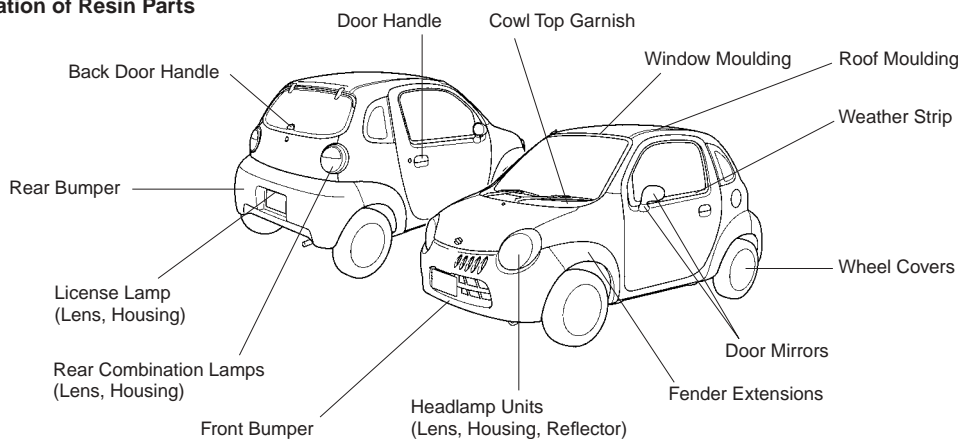 ation of Resin Parts
Door Handle
Cowl Top Garnish
Window Moulding
Roof Moulding
Back Door Handle
Weather Strip
Rear Bumper
Wheel Covers
License Lamp
(Lens, Housing)
Door Mirrors
Rear Combination Lamps
(Lens, Housing)
Fender Extensions
Headlamp Units
(Lens, Housing, Reflector)
Front Bumper